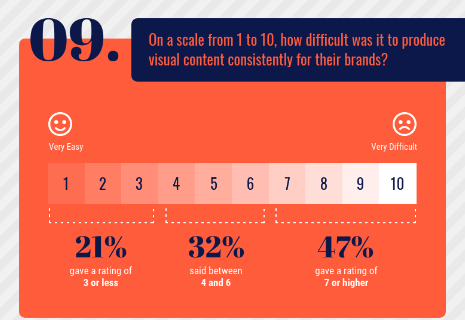 09.
On a scale from 1 to 10, how difficult was it to produce
visual content consistently for their brands?
Very Easy
Very Difficult
1 2 3 4 5 6 7 8 9 10
21% 32% 47%
gave a rating of said between gave a rating of
3 or less 4 and 6 7 or higher